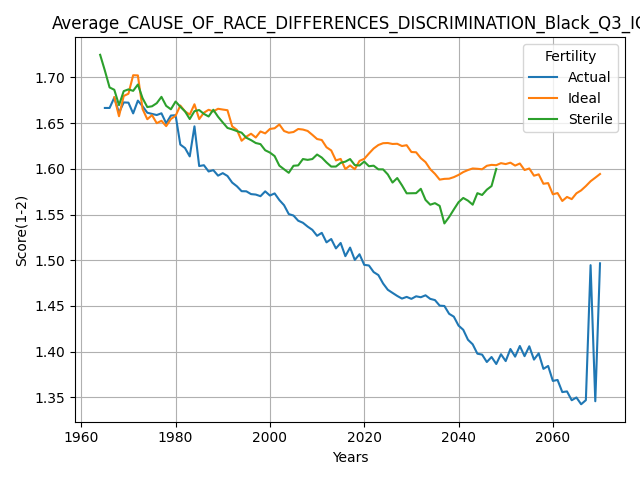 Average_CAUSE_OF_RACE_DIFFERENCES_DISCRIMINATION_Black_Q3_IQ
Fertility
Actual
Ideal
Sterile
1.70
1.65
1.60
1.55
1.50
1.45
1.40
1.35
Score(1-2)
1960 1980 2000 2020 2040 2060
Years